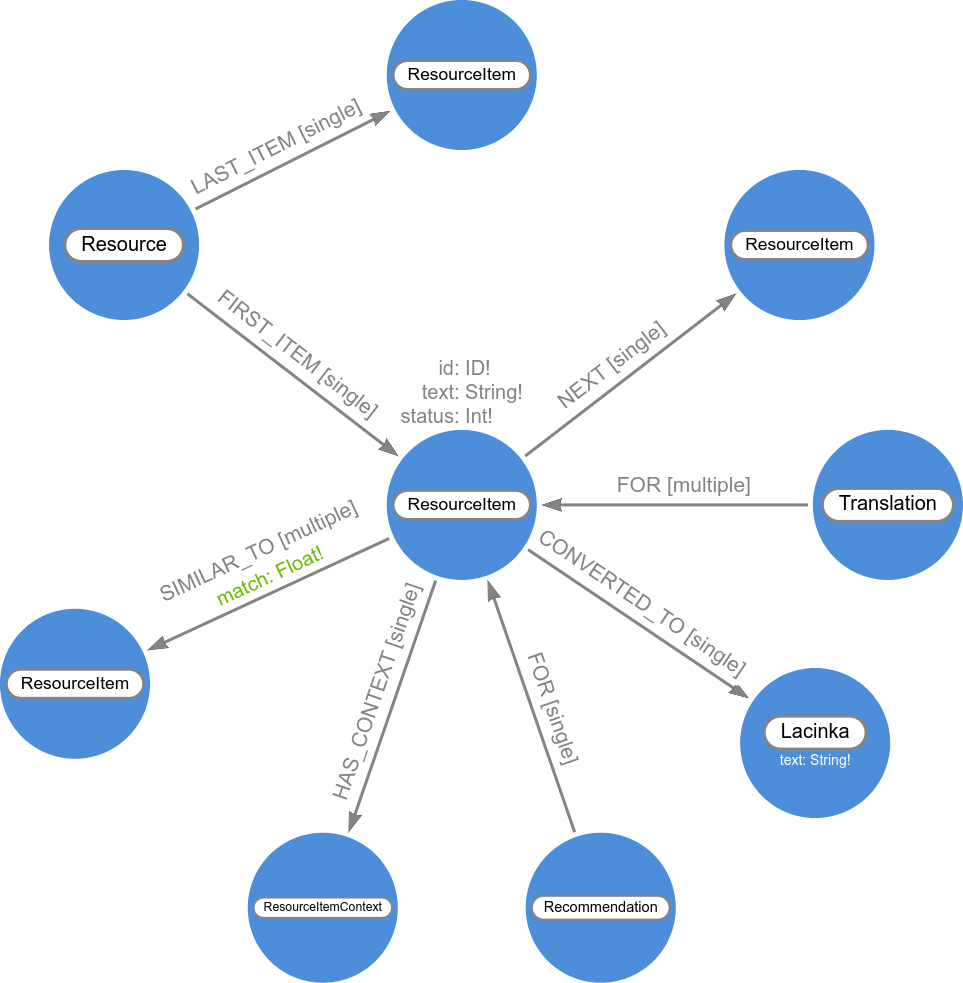 ResourceItem
LAST_ITEM [single]
Resource
ResourceItem
FIRST_ITEM [single]
NEXT [single]
id: ID!
text: String!
status: Int!
ResourceItem
FOR [multiple]
Translation
SIMILAR_TO [multiple]
match: Float!
CONVERTED_TO [single]
HAS_CONTEXT [single]
FOR [single]
ResourceItem
Lacinka
text: String!
ResourceItemContext
Recommendation